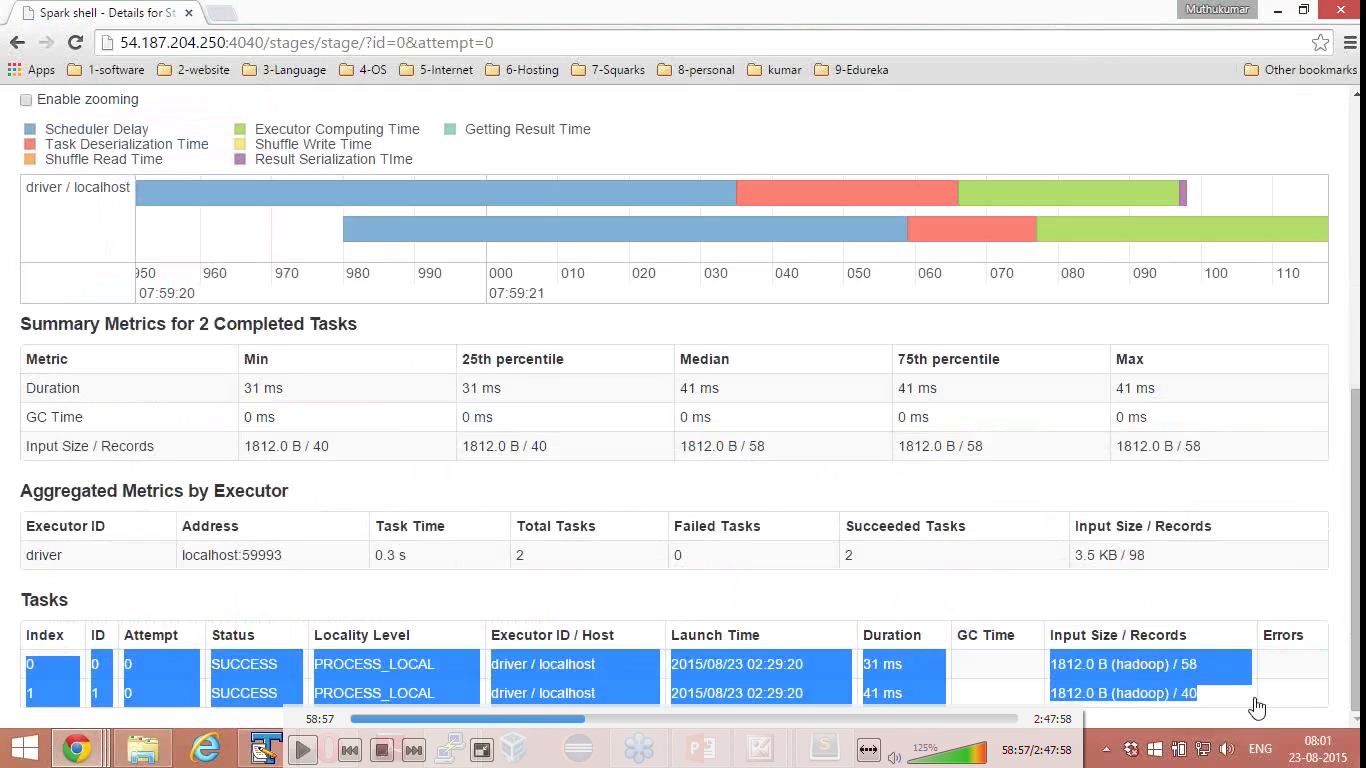 Spark shell - Details for St
Muthukumar
54.187.204.250:4040/stages/stage/?id=0&attempt=0
Apps 1-software 2-website 3-Language 4-OS 5-Internet 6-Hosting 7-Squarks 8-personal kumar 9-Edureka Other bookmarks
Enable zooming
Scheduler Delay Executor Computing Time Getting Result Time
Task Deserialization Time Shuffle Write Time
Shuffle Read Time Result Serialization TIme
driver / localhost
950 960 970 980 990 000 010 020 030 040 050 060 070 080 090 100 110
07:59:20 07:59:21
Summary Metrics for 2 Completed Tasks
Metric Min 25th percentile Median 75th percentile Max
Duration 31 ms 31 ms 41 ms 41 ms 41 ms
GC Time 0 ms 0 ms 0 ms 0 ms 0 ms
Input Size / Records 1812.0 B / 40 1812.0 B / 40 1812.0 B / 58 1812.0 B / 58 1812.0 B / 58
Aggregated Metrics by Executor
Executor ID Address Task Time Total Tasks Failed Tasks Succeeded Tasks Input Size / Records
driver localhost:59993 0.3 s 2 0 2 3.5 KB / 98
Tasks
Index ID Attempt Status Locality Level Executor ID / Host Launch Time Duration GC Time Input Size / Records Errors
0 0 0 SUCCESS PROCESS_LOCAL driver / localhost 2015/08/23 02:29:20 31 ms 1812.0 B (hadoop) / 58
1 1 0 SUCCESS PROCESS_LOCAL driver / localhost 2015/08/23 02:29:20 41 ms 1812.0 B (hadoop) / 40
58:57 2:47:58
125% 58:57/2:47:58
ENG 08:01
23-08-2015